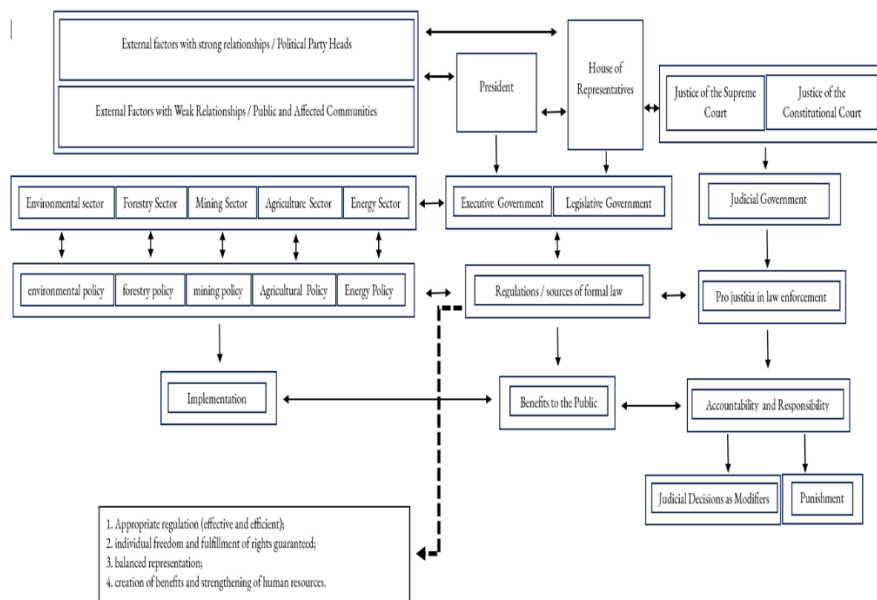 External factors with strong relationships / Political Party Heads
External Factors with Weak Relationships / Public and Affected Communities
President
House of
Representatives
Justice of the Supreme
Court
Justice of the
Constitutional Court
Environmental sector
Forestry Sector
Mining Sector
Agriculture Sector
Energy Sector
Executive Government
Legislative Government
Judicial Government
environmental policy
forestry policy
mining policy
Agricultural Policy
Energy Policy
Regulations / sources of formal law
Pro justitia in law enforcement
Implementation
Benefits to the Public
Accountability and Responsibility
Judicial Decisions as Modifiers
Punishment
1. Appropriate regulation (effective and efficient);
2. individual freedom and fulfillment of rights guaranteed;
3. balanced representation;
4. creation of benefits and strengthening of human resources.